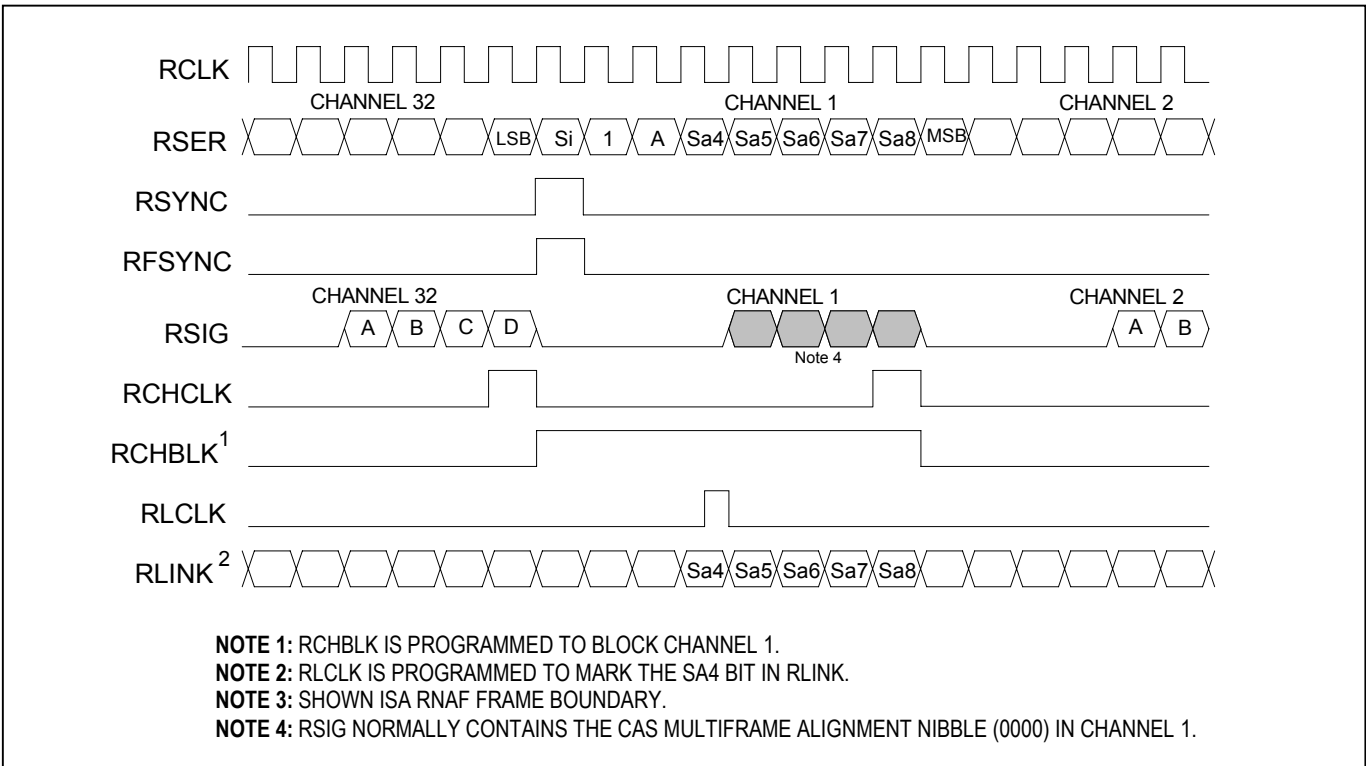 RCLK
CHANNEL 32 CHANNEL 1 CHANNEL 2
RSER LSB Si 1 A Sa4 Sa5 Sa6 Sa7 Sa8 MSB
RSYNC
RFSYNC
CHANNEL 32 CHANNEL 1 CHANNEL 2
RSIG A B C D A B
Note 4
RCHCLK
RCHBLK¹
RLCLK
RLINK² Sa4 Sa5 Sa6 Sa7 Sa8
NOTE 1: RCHBLK IS PROGRAMMED TO BLOCK CHANNEL 1.
NOTE 2: RLCLK IS PROGRAMMED TO MARK THE SA4 BIT IN RLINK.
NOTE 3: SHOWN ISA RNAF FRAME BOUNDARY.
NOTE 4: RSIG NORMALLY CONTAINS THE CAS MULTIFRAME ALIGNMENT NIBBLE (0000) IN CHANNEL 1.